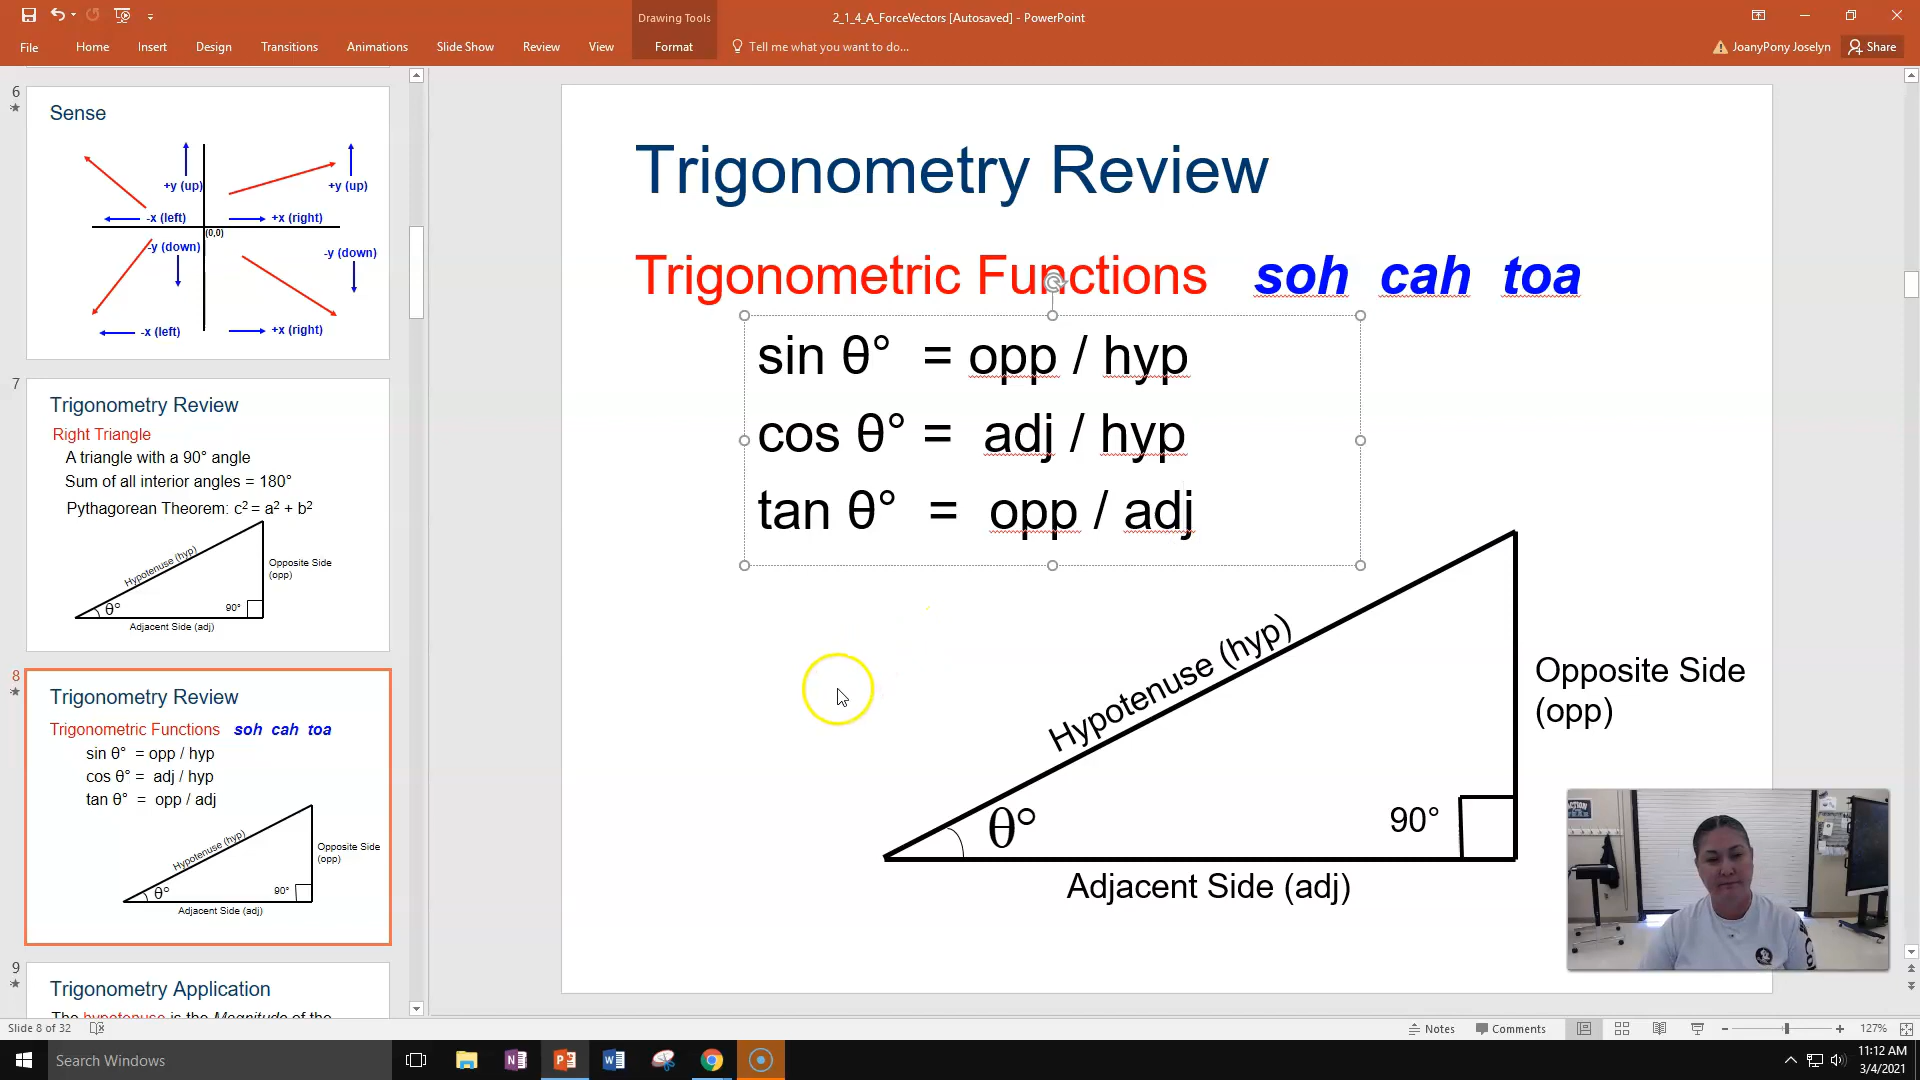 Drawing Tools
2_1_4_A_ForceVectors [Autosaved] - PowerPoint
File Home Insert Design Transitions Animations Slide Show Review View Format Tell me what you want to do... JoanyPony Joselyn Share
6
Sense
+y (up) +y (up)
-x (left) +x (right)
(0,0)
-y (down) -y (down)
-x (left) +x (right)
7
Trigonometry Review
Right Triangle
A triangle with a 90° angle
Sum of all interior angles = 180°
Pythagorean Theorem: c² = a² + b²
Hypotenuse (hyp)
Opposite Side
(opp)
θ° 90°
Adjacent Side (adj)
8
Trigonometry Review
Trigonometric Functions soh cah toa
sin θ° = opp / hyp
cos θ° = adj / hyp
tan θ° = opp / adj
Hypotenuse (hyp)
Opposite Side
(opp)
θ° 90°
Adjacent Side (adj)
9
Trigonometry Application
The hypotenuse is the Magnitude of the
Trigonometry Review
Trigonometric Functions soh cah toa
sin θ° = opp / hyp
cos θ° = adj / hyp
tan θ° = opp / adj
Hypotenuse (hyp)
Opposite Side
(opp)
θ° 90°
Adjacent Side (adj)
Slide 8 of 32 Notes Comments 127%
Search Windows
11:12 AM
3/4/2021